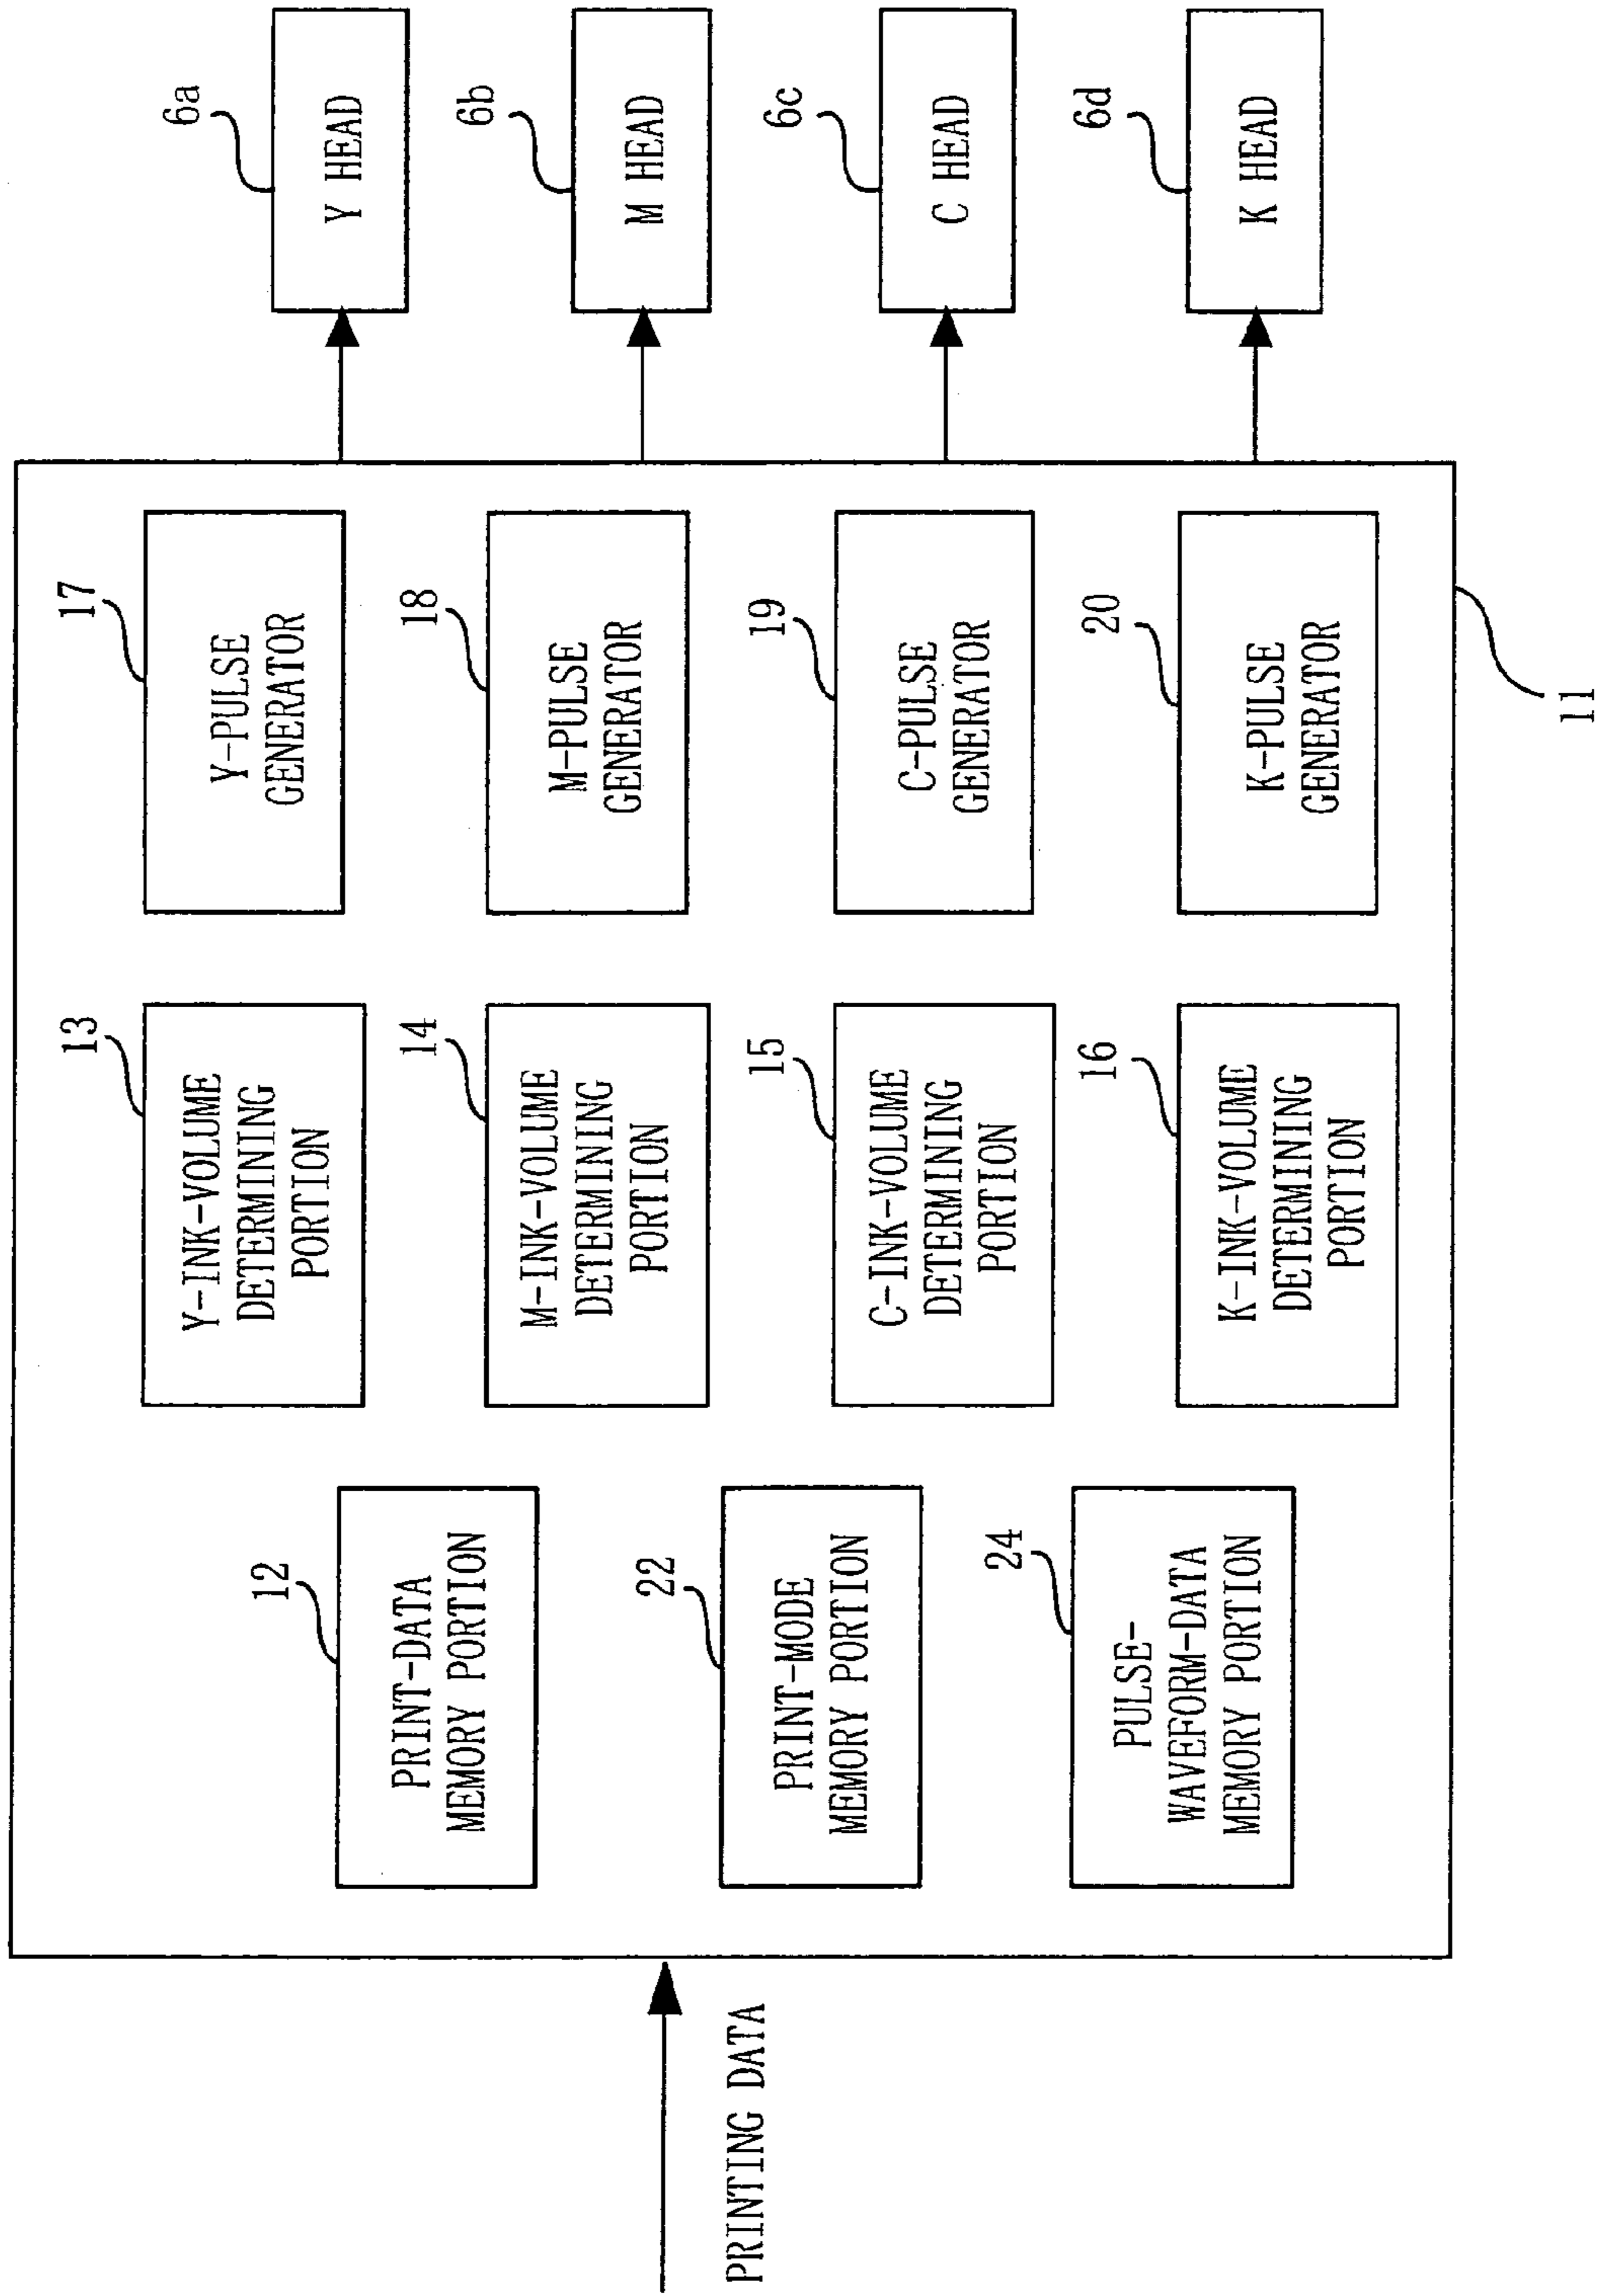 PRINTING DATA
12
PRINT-DATA
MEMORY PORTION
22
PRINT-MODE
MEMORY PORTION
24
PULSE-
WAVEFORM-DATA
MEMORY PORTION
13
Y-INK-VOLUME
DETERMINING
PORTION
14
M-INK-VOLUME
DETERMINING
PORTION
15
C-INK-VOLUME
DETERMINING
PORTION
16
K-INK-VOLUME
DETERMINING
PORTION
17
Y-PULSE
GENERATOR
18
M-PULSE
GENERATOR
19
C-PULSE
GENERATOR
20
K-PULSE
GENERATOR
11
6a
Y HEAD
6b
M HEAD
6c
C HEAD
6d
K HEAD